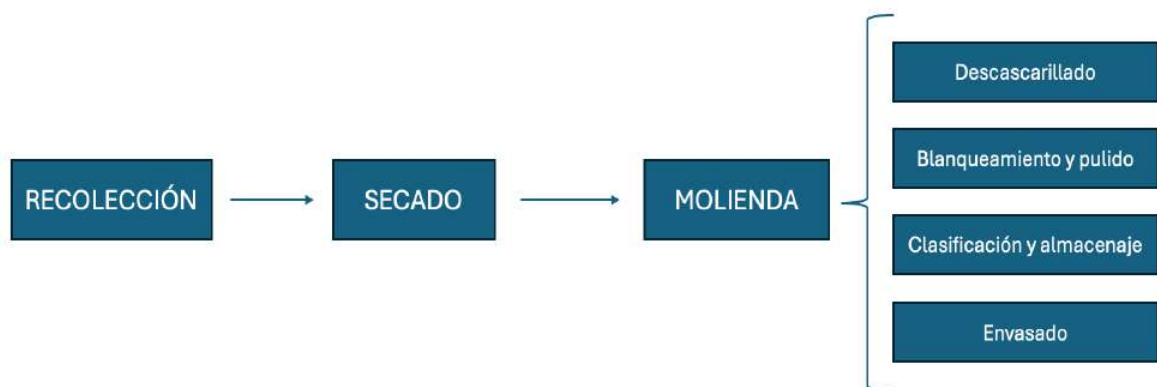 RECOLECCIÓN
SECADO
MOLIENDA
Descascarillado
Blanqueamiento y pulido
Clasificación y almacenaje
Envasado